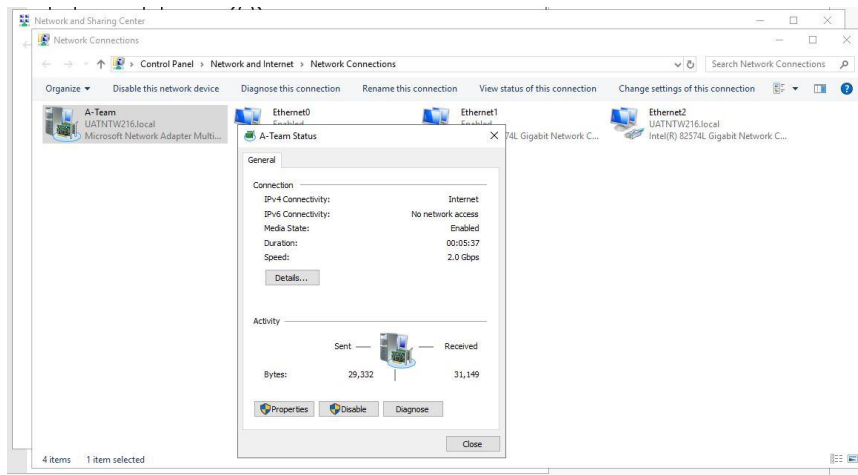 Network and Sharing Center
Network Connections
Control Panel > Network and Internet > Network Connections
Search Network Connections
Organize
Disable this network device
Diagnose this connection
Rename this connection
View status of this connection
Change settings of this connection
A-Team
UATNTW216.local
Microsoft Network Adapter Multi...
Ethernet0
Enabled
Ethernet1
Enabled
74L Gigabit Network C...
Ethernet2
UATNTW216.local
Intel(R) 82574L Gigabit Network C...
A-Team Status
General
Connection
IPv4 Connectivity: Internet
IPv6 Connectivity: No network access
Media State: Enabled
Duration: 00:05:37
Speed: 2.0 Gbps
Details...
Activity
Sent — Received
Bytes: 29,332 | 31,149
Properties
Disable
Diagnose
Close
4 items 1 item selected